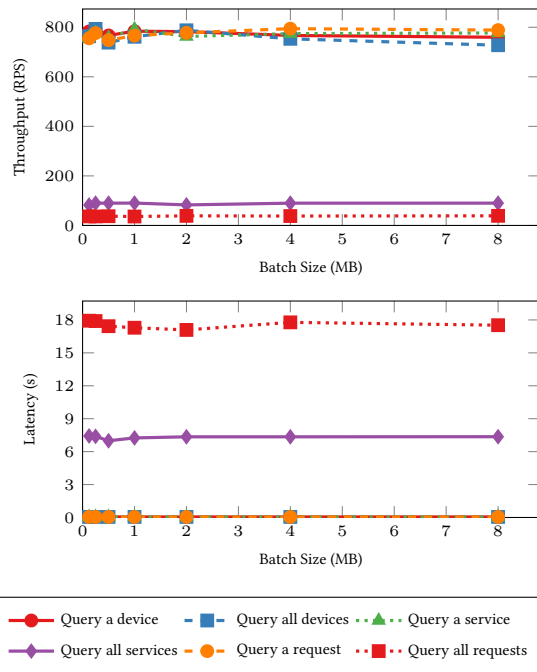 800
600
400
200
0
Throughput (RPS)
0 1 2 3 4 5 6 7 8
Batch Size (MB)
18
15
12
9
6
3
0
Latency (s)
0 1 2 3 4 5 6 7 8
Batch Size (MB)
Query a device Query all devices Query a service
Query all services Query a request Query all requests